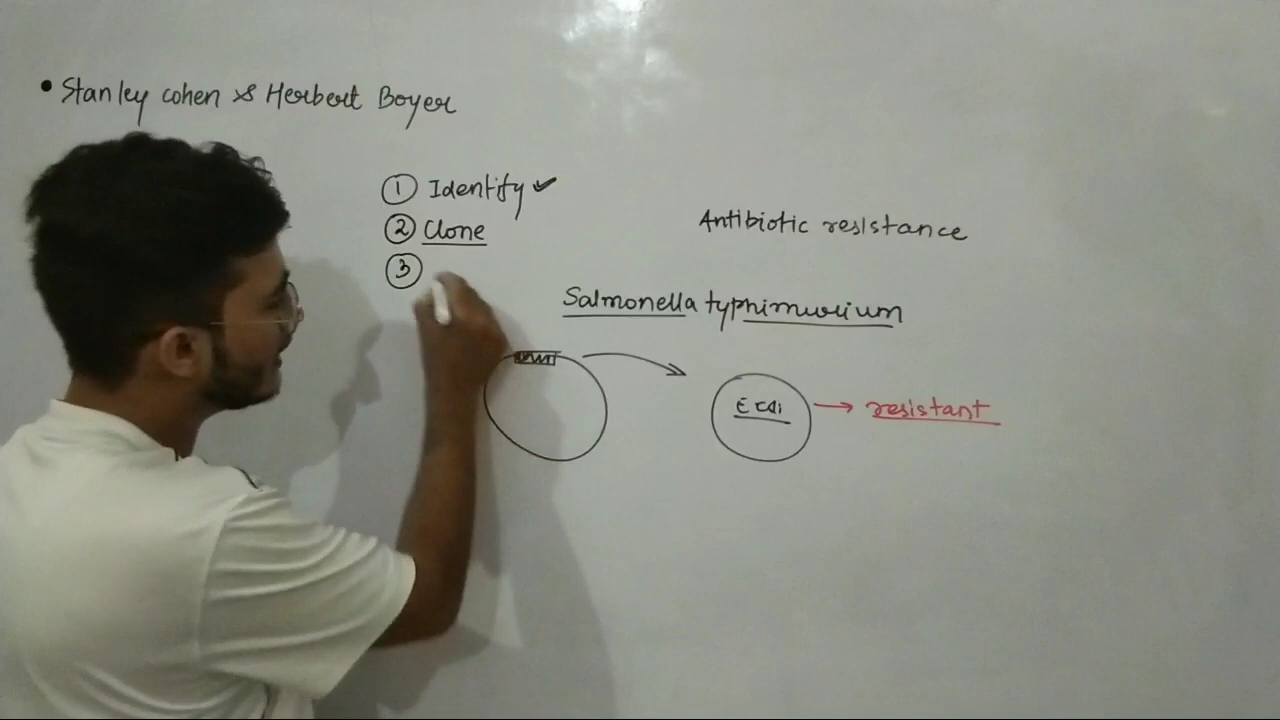 • Stanley cohen & Herbert Boyer
① Identify ✓
② Clone
③
Antibiotic resistance
Salmonella typhimurium
E coli → resistant